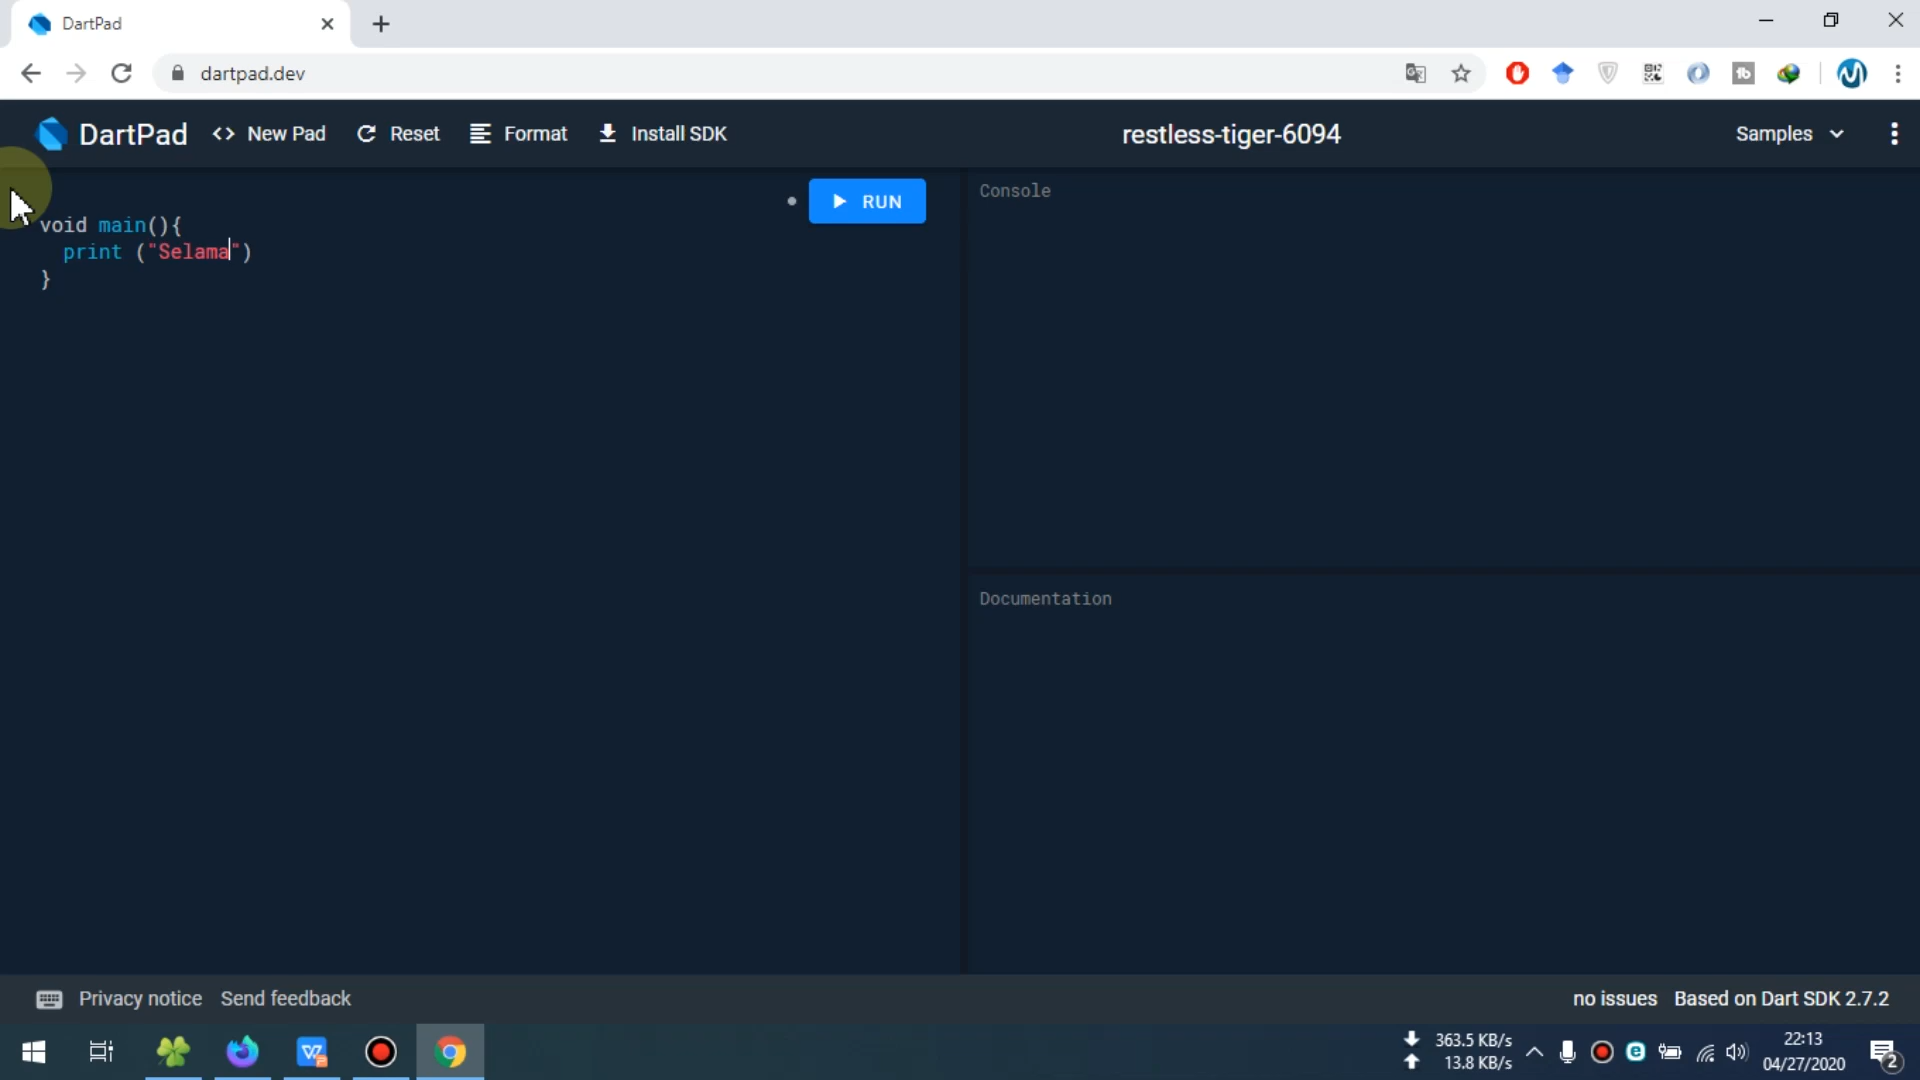 DartPad
dartpad.dev
DartPad
New Pad
Reset
Format
Install SDK
restless-tiger-6094
Samples
RUN
Console
void main(){
print ("Selama")
}
Documentation
Privacy notice
Send feedback
no issues
Based on Dart SDK 2.7.2
363.5 KB/s
13.8 KB/s
22:13
04/27/2020
2